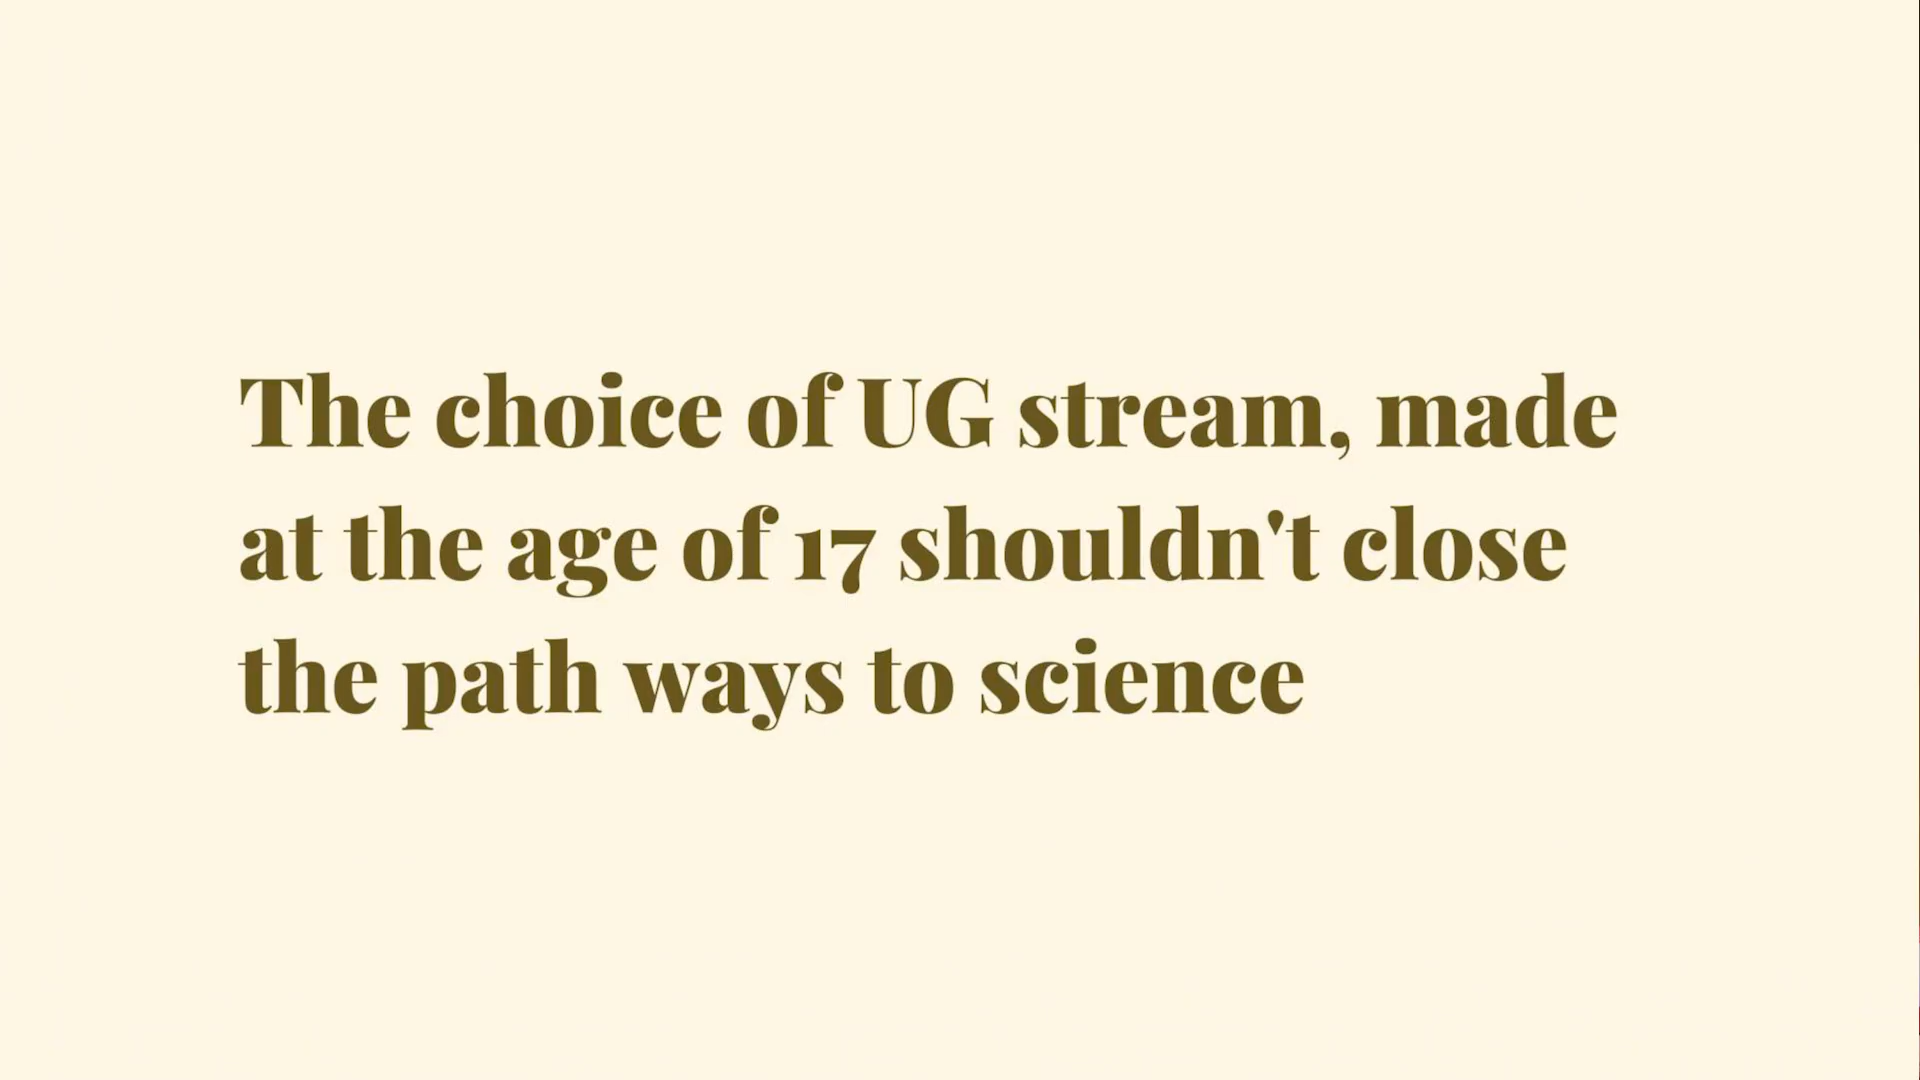 The choice of UG stream, made
at the age of 17 shouldn't close
the path ways to science